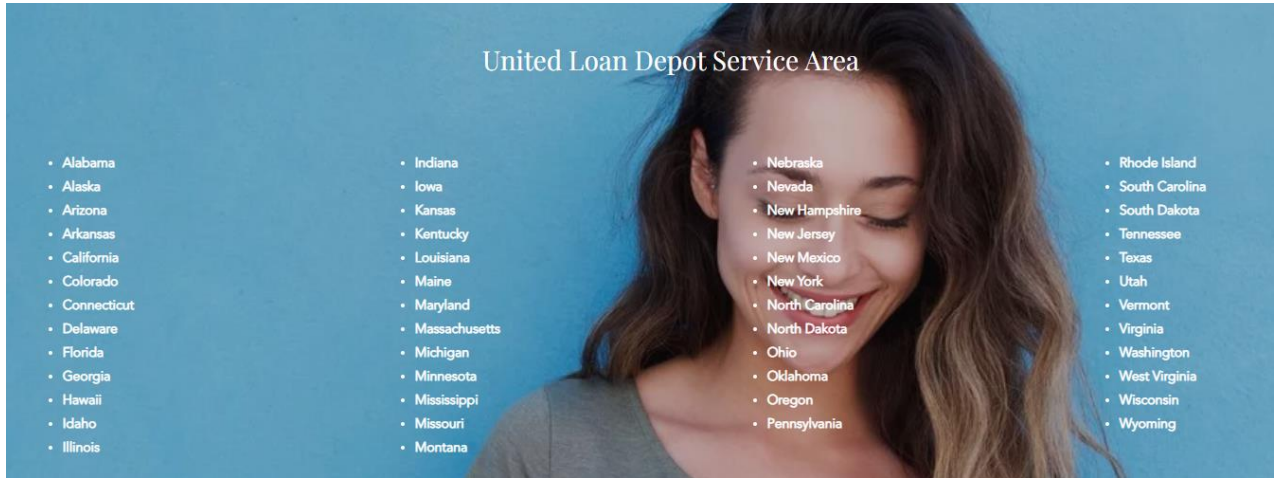 United Loan Depot Service Area
• Alabama
• Alaska
• Arizona
• Arkansas
• California
• Colorado
• Connecticut
• Delaware
• Florida
• Georgia
• Hawaii
• Idaho
• Illinois
• Indiana
• Iowa
• Kansas
• Kentucky
• Louisiana
• Maine
• Maryland
• Massachusetts
• Michigan
• Minnesota
• Mississippi
• Missouri
• Montana
• Nebraska
• Nevada
• New Hampshire
• New Jersey
• New Mexico
• New York
• North Carolina
• North Dakota
• Ohio
• Oklahoma
• Oregon
• Pennsylvania
• Rhode Island
• South Carolina
• South Dakota
• Tennessee
• Texas
• Utah
• Vermont
• Virginia
• Washington
• West Virginia
• Wisconsin
• Wyoming